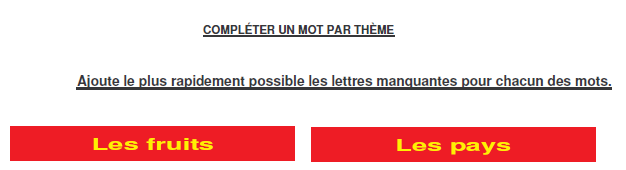 COMPLÉTER UN MOT PAR THÈME
Ajoute le plus rapidement possible les lettres manquantes pour chacun des mots.
Les fruits
Les pays